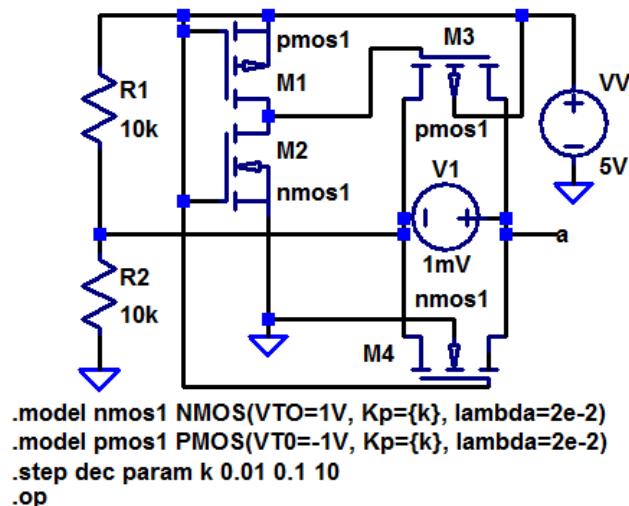 pmos1
M1
M3
R1
10k
pmos1
VV
5V
M2
nmos1
V1
1mV
a
R2
10k
nmos1
M4
.model nmos1 NMOS(VTO=1V, Kp={k}, lambda=2e-2)
.model pmos1 PMOS(VT0=-1V, Kp={k}, lambda=2e-2)
.step dec param k 0.01 0.1 10
.op